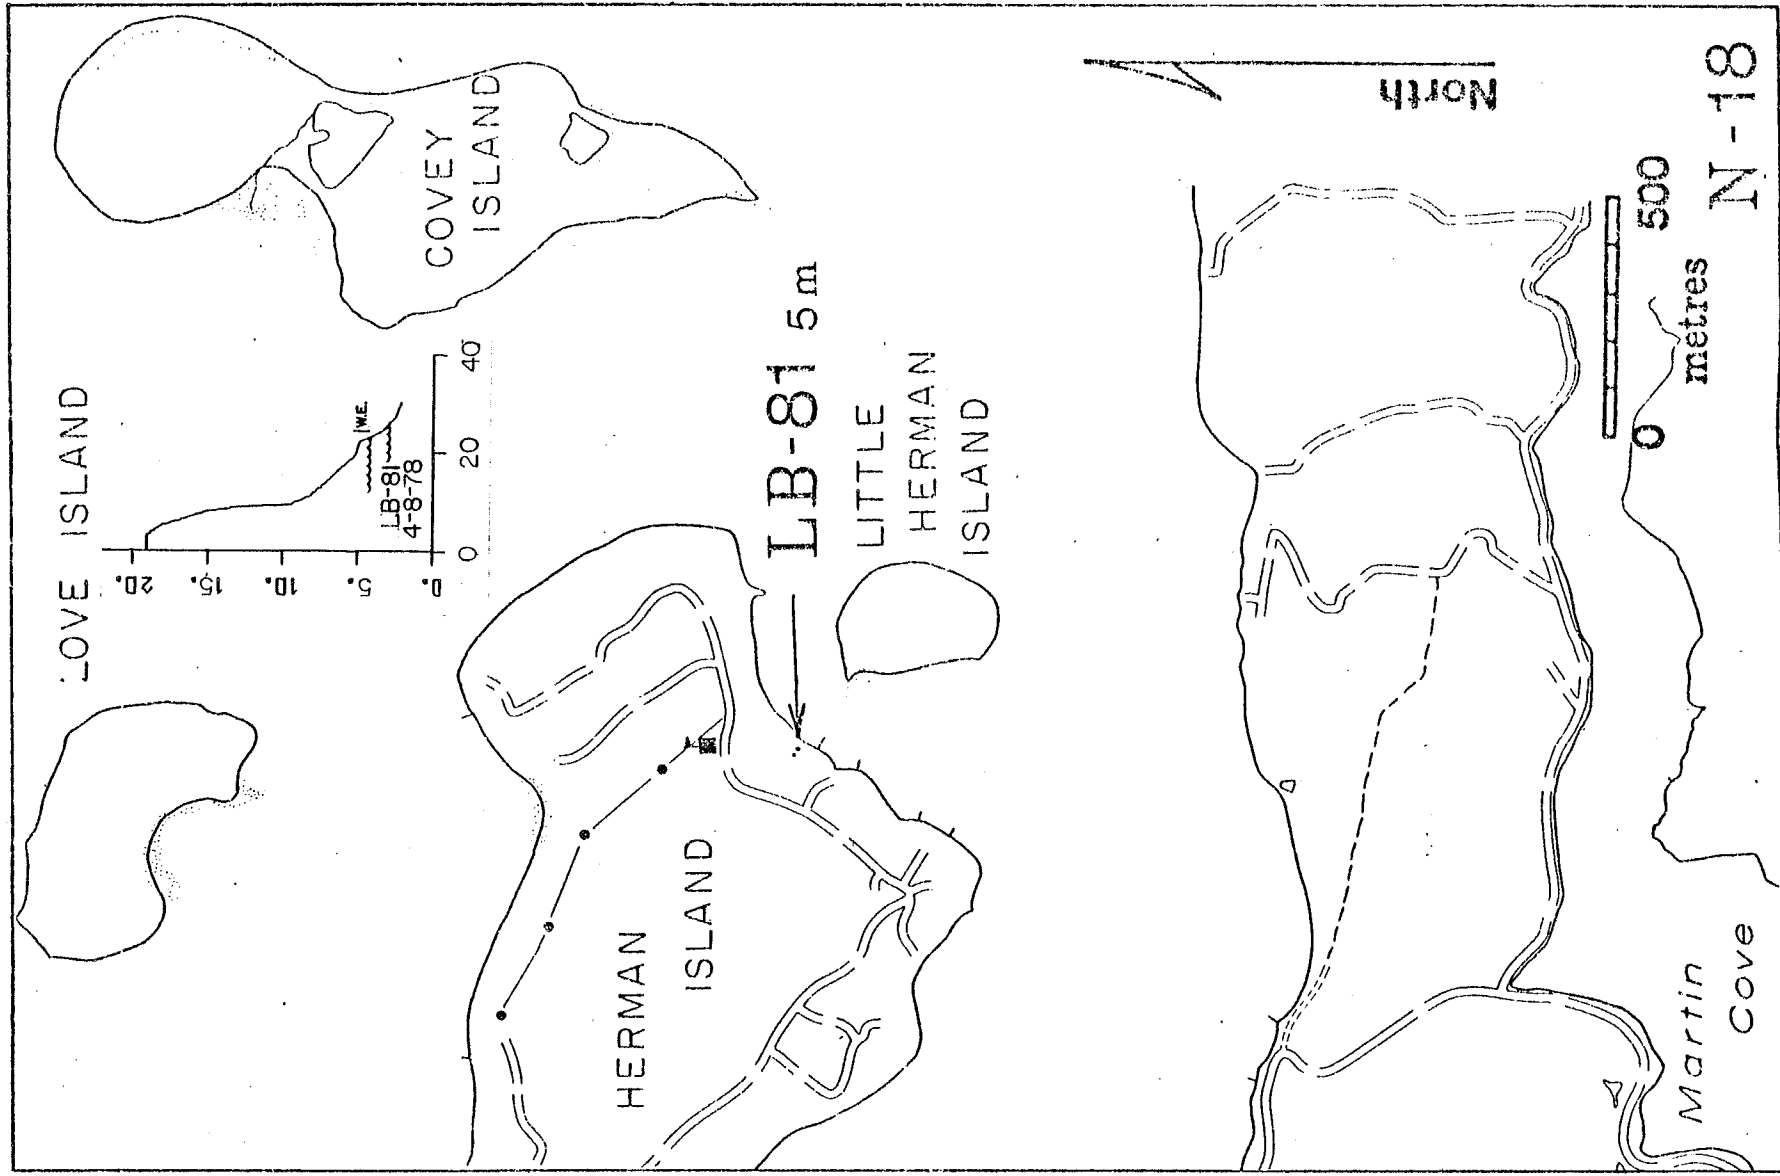 LOVE ISLAND
COVEY
ISLAND
20.
15.
10.
5.
0.
0
20
40
W.E.
LB-81
4-8-78
LB-81 5m
LITTLE
HERMAN
ISLAND
HERMAN
ISLAND
North
0
500
metres
Martin
Cove
N-18